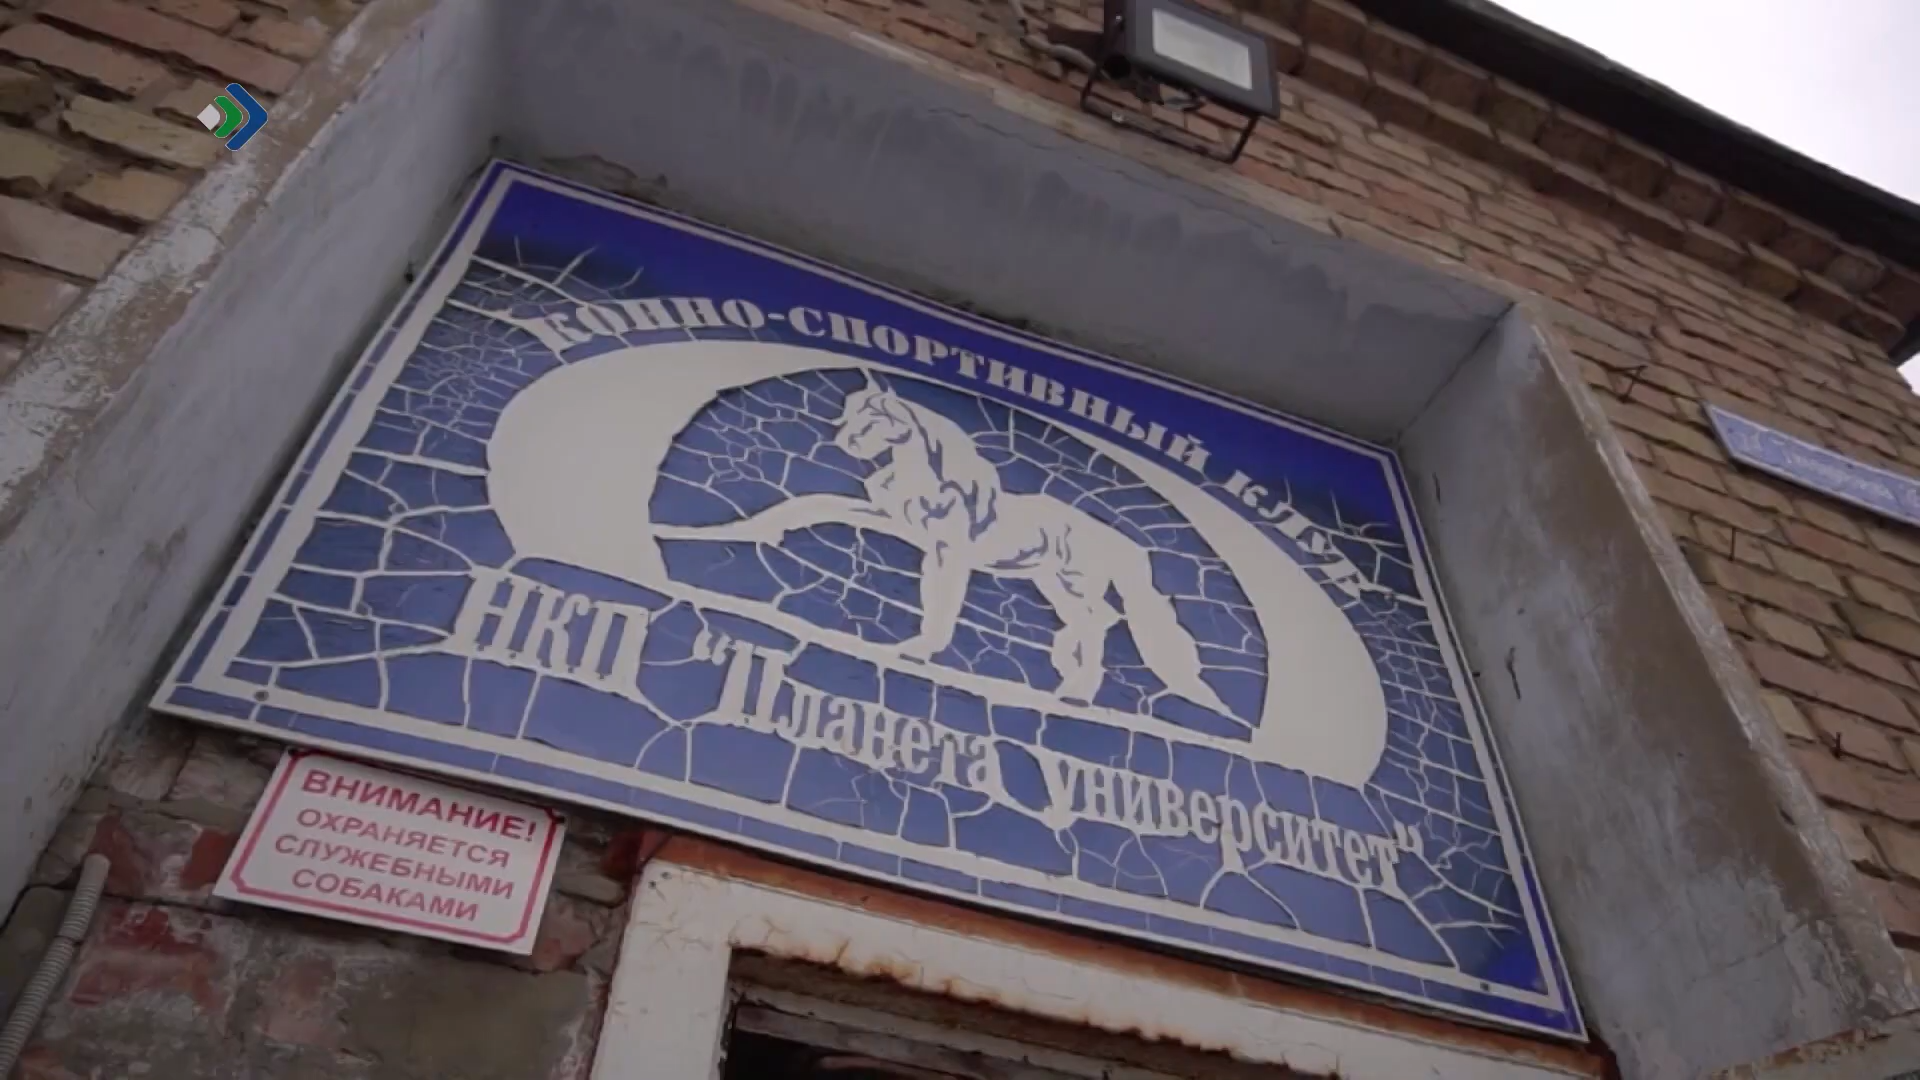 КОННО-СПОРТИВНЫЙ КЛУБ
НКП “Планета университет”
ВНИМАНИЕ!
ОХРАНЯЕТСЯ
СЛУЖЕБНЫМИ
СОБАКАМИ